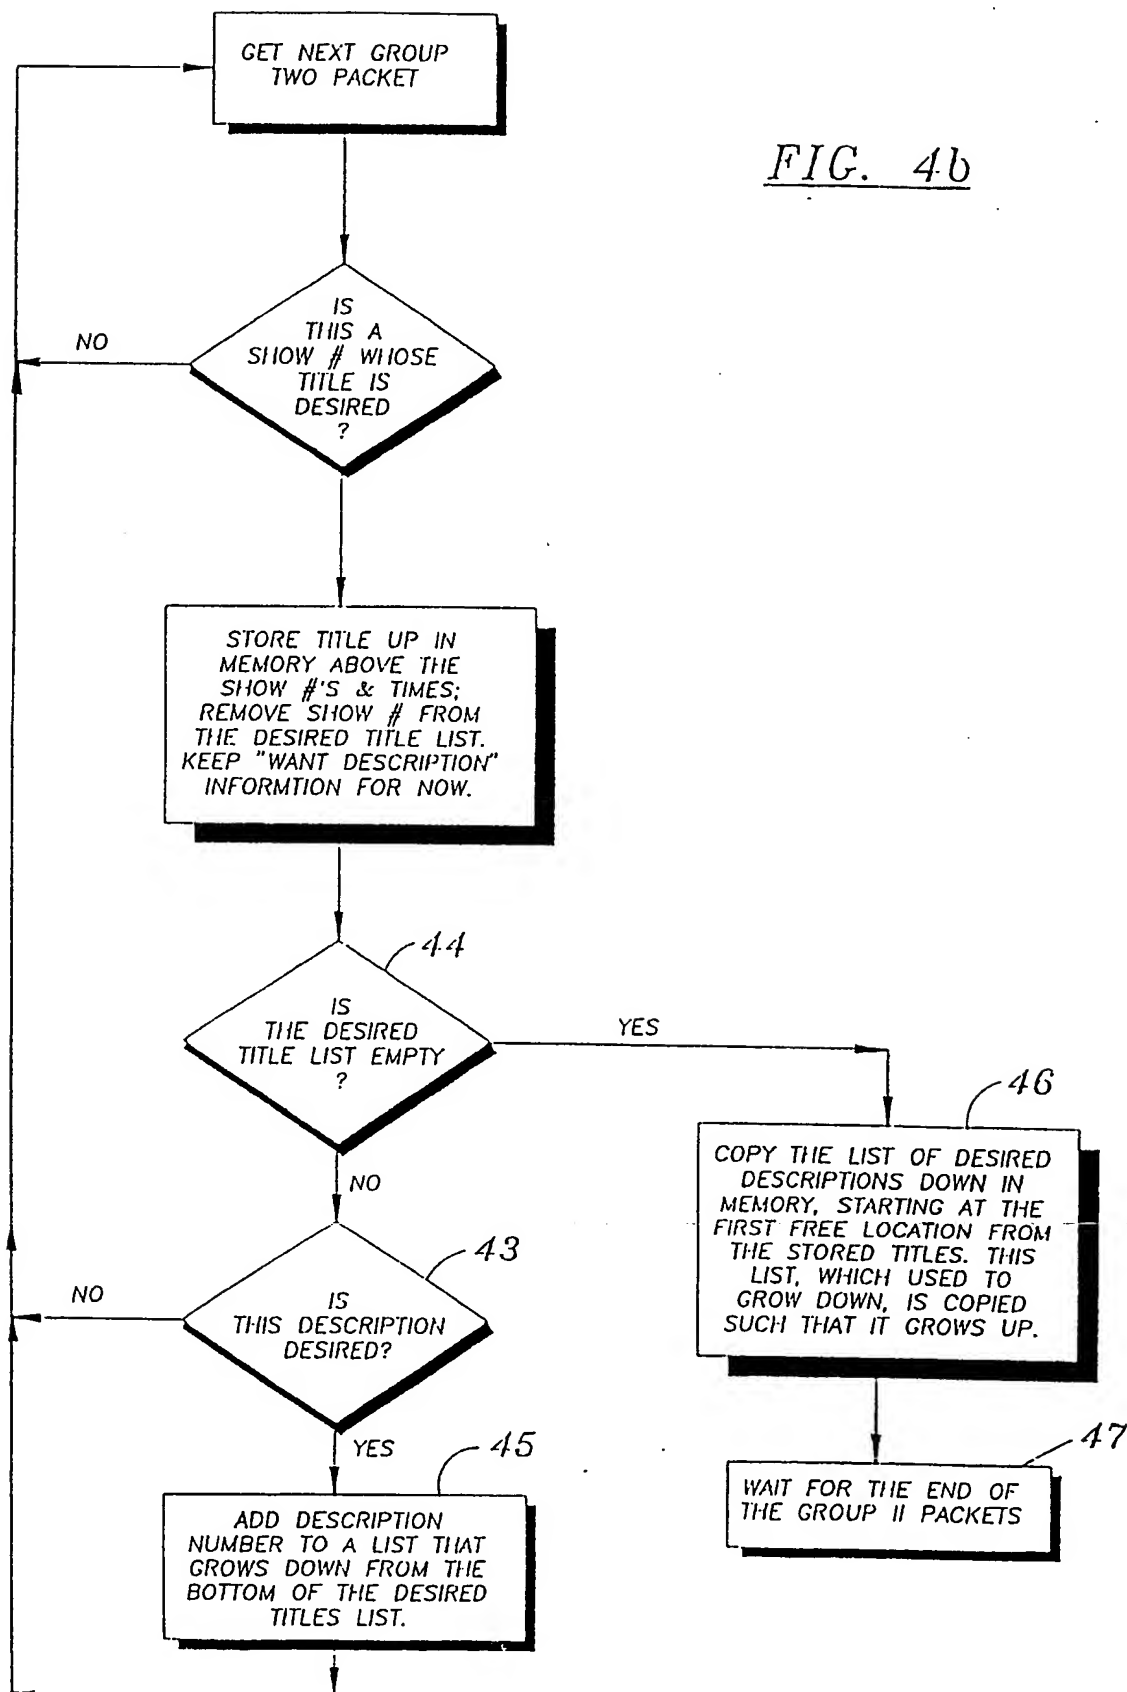 GET NEXT GROUP
TWO PACKET
FIG. 4b
IS
THIS A
SHOW # WHOSE
TITLE IS
DESIRED
?
NO
STORE TITLE UP IN
MEMORY ABOVE THE
SHOW #'S & TIMES;
REMOVE SHOW # FROM
THE DESIRED TITLE LIST.
KEEP "WANT DESCRIPTION"
INFORMTION FOR NOW.
44
IS
THE DESIRED
TITLE LIST EMPTY
?
YES
NO
46
COPY THE LIST OF DESIRED
DESCRIPTIONS DOWN IN
MEMORY, STARTING AT THE
FIRST FREE LOCATION FROM
THE STORED TITLES. THIS
LIST, WHICH USED TO
GROW DOWN, IS COPIED
SUCH THAT IT GROWS UP.
43
IS
THIS DESCRIPTION
DESIRED?
NO
YES
45
ADD DESCRIPTION
NUMBER TO A LIST THAT
GROWS DOWN FROM THE
BOTTOM OF THE DESIRED
TITLES LIST.
47
WAIT FOR THE END OF
THE GROUP II PACKETS